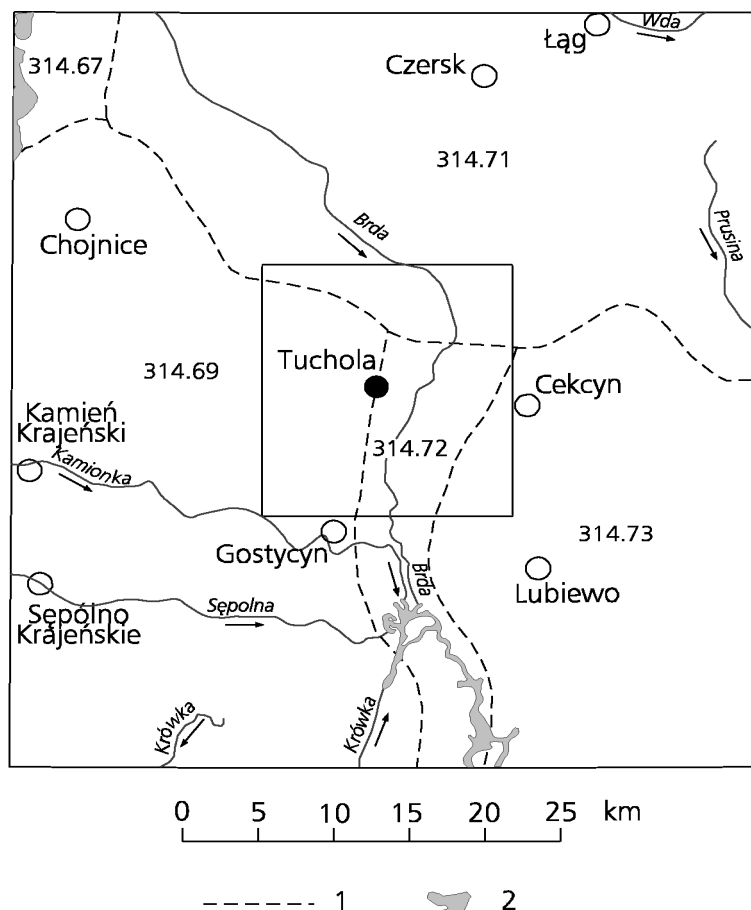 Wda
Łąg
314.67
Czersk
314.71
Brda
Prusina
Chojnice
Tuchola
314.69
Cekcyn
Kamień
Krajeński
Kamionka
314.72
Gostycyn
314.73
Brda
Lubiewo
Sępólno
Krajeńskie
Sępolna
Krówka
Krówka
0 5 10 15 20 25 km
1 2